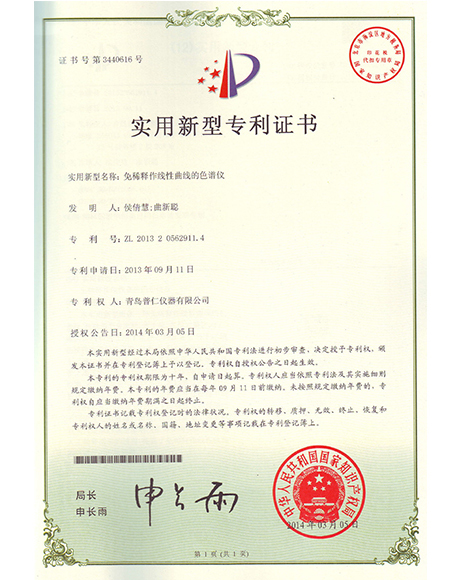 证书号第3440616号
实用新型专利证书
实用新型名称：免稀释作线性曲线的色谱仪
发明人：侯倩慧;曲新聪
专利号：ZL 2013 2 0562911.4
专利申请日：2013年09月11日
专利权人：青岛普仁仪器有限公司
授权公告日：2014年03月05日
本实用新型经过本局依照中华人民共和国专利法进行初步审查，决定授予专利权，颁
发本证书并在专利登记簿上予以登记。专利权自授权公告之日起生效。
本专利的专利权期限为十年，自申请日起算。专利权人应当依照专利法及其实施细则
规定缴纳年费。本专利的年费应当在每年09月11日前缴纳。未按照规定缴纳年费的，专利
权自应当缴纳年费期满之日起终止。
专利证书记载专利权登记时的法律状况。专利权的转移、质押、无效、终止、恢复和
专利权人的姓名或名称、国籍、地址变更等事项记载在专利登记簿上。
局长
申长雨
申长雨
中华人民共和国国家知识产权局
2014年03月05日
第1页(共1页)